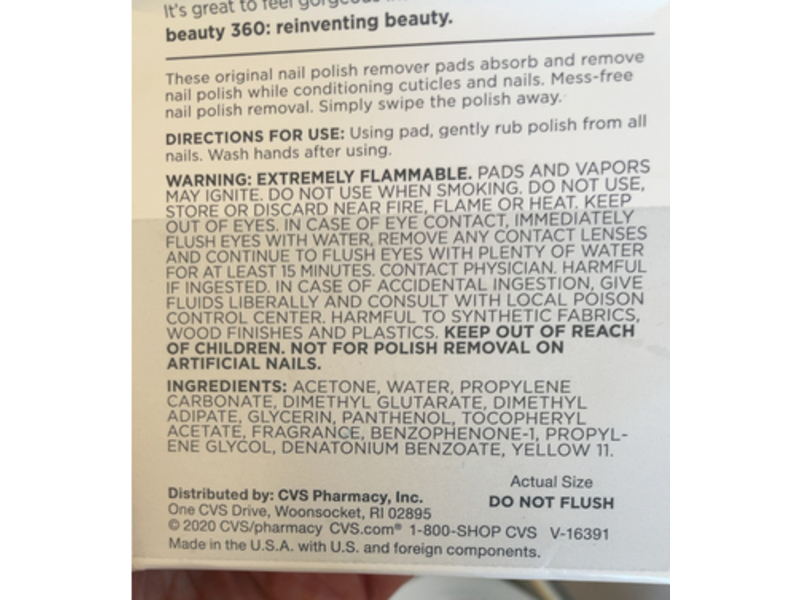 It's great to feel gorgeous
beauty 360: reinventing beauty.
These original nail polish remover pads absorb and remove
nail polish while conditioning cuticles and nails. Mess-free
nail polish removal. Simply swipe the polish away.
DIRECTIONS FOR USE: Using pad, gently rub polish from all
nails. Wash hands after using.
WARNING: EXTREMELY FLAMMABLE. PADS AND VAPORS
MAY IGNITE. DO NOT USE WHEN SMOKING. DO NOT USE,
STORE OR DISCARD NEAR FIRE, FLAME OR HEAT. KEEP
OUT OF EYES. IN CASE OF EYE CONTACT, IMMEDIATELY
FLUSH EYES WITH WATER, REMOVE ANY CONTACT LENSES
AND CONTINUE TO FLUSH EYES WITH PLENTY OF WATER
FOR AT LEAST 15 MINUTES. CONTACT PHYSICIAN. HARMFUL
IF INGESTED. IN CASE OF ACCIDENTAL INGESTION, GIVE
FLUIDS LIBERALLY AND CONSULT WITH LOCAL POISON
CONTROL CENTER. HARMFUL TO SYNTHETIC FABRICS,
WOOD FINISHES AND PLASTICS. KEEP OUT OF REACH
OF CHILDREN. NOT FOR POLISH REMOVAL ON
ARTIFICIAL NAILS.
INGREDIENTS: ACETONE, WATER, PROPYLENE
CARBONATE, DIMETHYL GLUTARATE, DIMETHYL
ADIPATE, GLYCERIN, PANTHENOL, TOCOPHERYL
ACETATE, FRAGRANCE, BENZOPHENONE-1, PROPYL-
ENE GLYCOL, DENATONIUM BENZOATE, YELLOW 11.
Actual Size
DO NOT FLUSH
Distributed by: CVS Pharmacy, Inc.
One CVS Drive, Woonsocket, RI 02895
© 2020 CVS/pharmacy CVS.com® 1-800-SHOP CVS V-16391
Made in the U.S.A. with U.S. and foreign components.